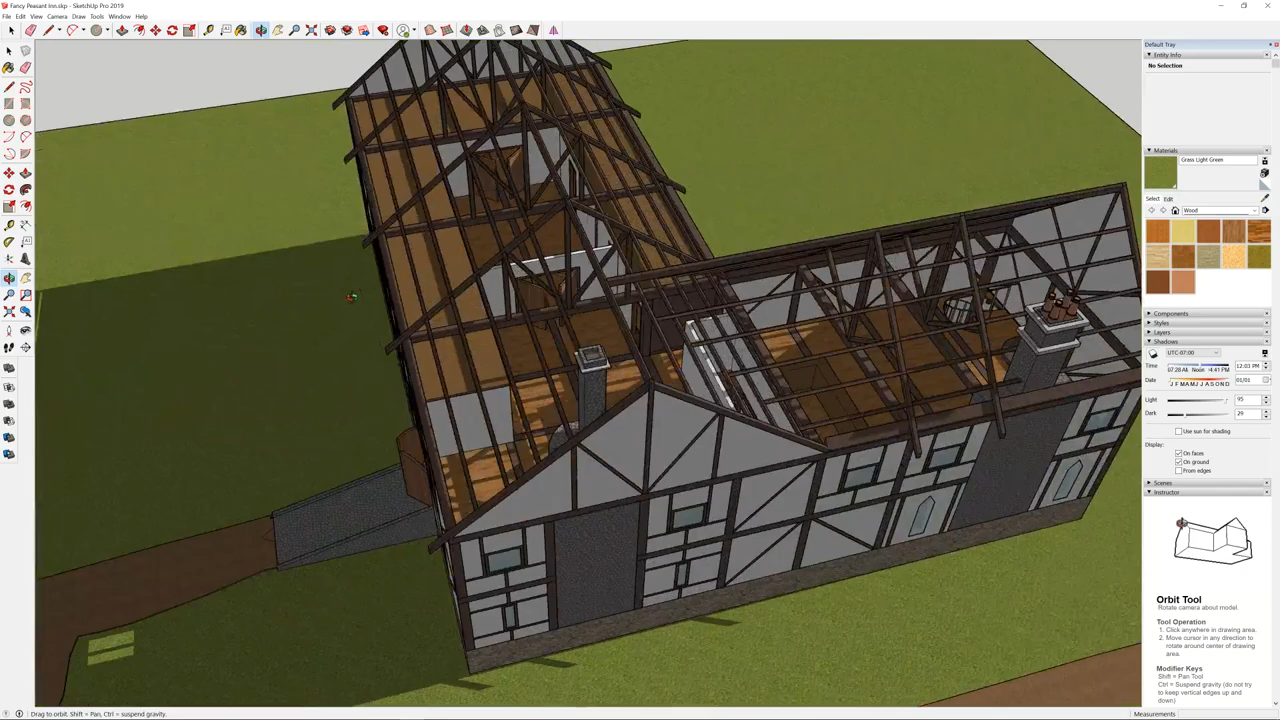 Fancy Peasant Inn.skp - SketchUp Pro 2019
File Edit View Camera Draw Tools Window Help
Default Tray
Entity Info
No Selection
Materials
Grass Light Green
Select Edit
Wood
Components
Styles
Layers
Shadows
UTC-07:00
Time 12:03 PM
07:28 AM Noon 4:41 PM
Date J F M A M J J A S O N D 01/01
Light 95
Dark 29
Use sun for shading
Display:
On faces
On ground
From edges
Scenes
Instructor
Orbit Tool
Rotate camera about model.
Tool Operation
1. Click anywhere in drawing area.
2. Move cursor in any direction to
rotate around center of drawing
area.
Modifier Keys
Shift = Pan Tool
Ctrl = Suspend gravity (do not try
to keep vertical edges up and
down)
Drag to orbit. Shift = Pan, Ctrl = suspend gravity.
Measurements